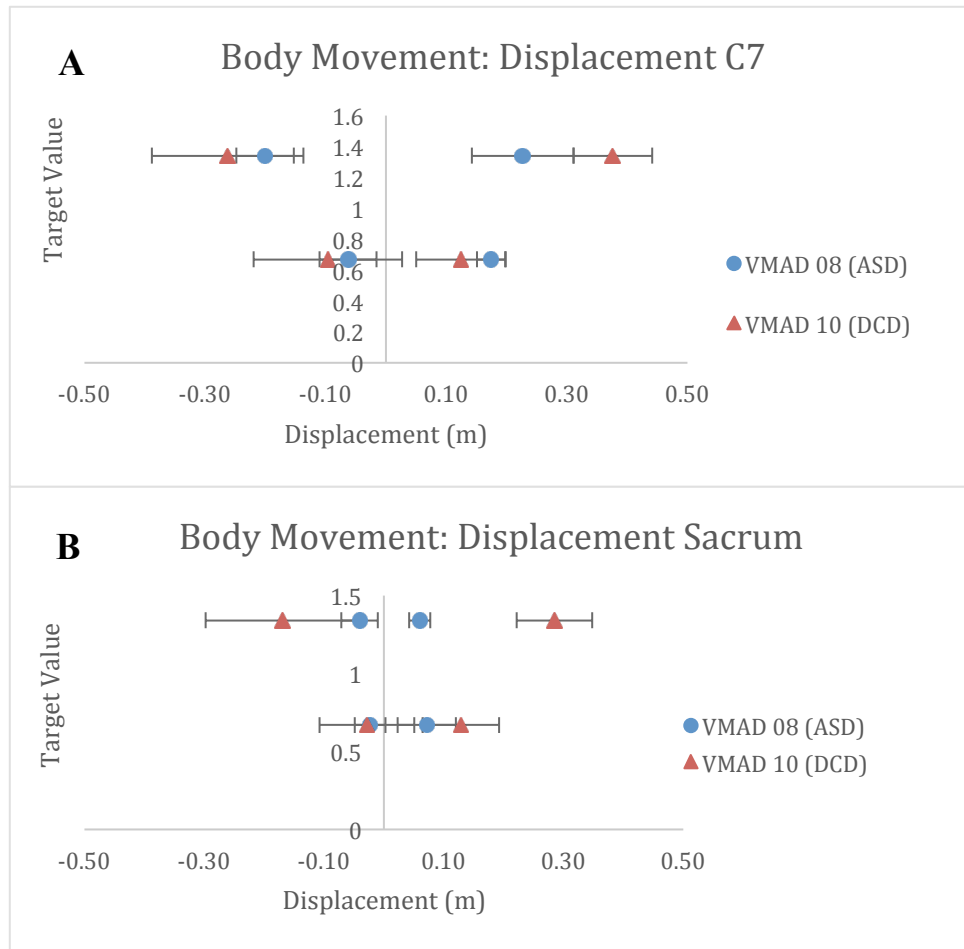 A
Body Movement: Displacement C7
Target Value
1.6
1.4
1.2
1
0.8
0.6
0.4
0.2
0
-0.50 -0.30 -0.10 0.10 0.30 0.50
Displacement (m)
VMAD 08 (ASD)
VMAD 10 (DCD)
B
Body Movement: Displacement Sacrum
Target Value
1.5
1
0.5
0
-0.50 -0.30 -0.10 0.10 0.30 0.50
Displacement (m)
VMAD 08 (ASD)
VMAD 10 (DCD)